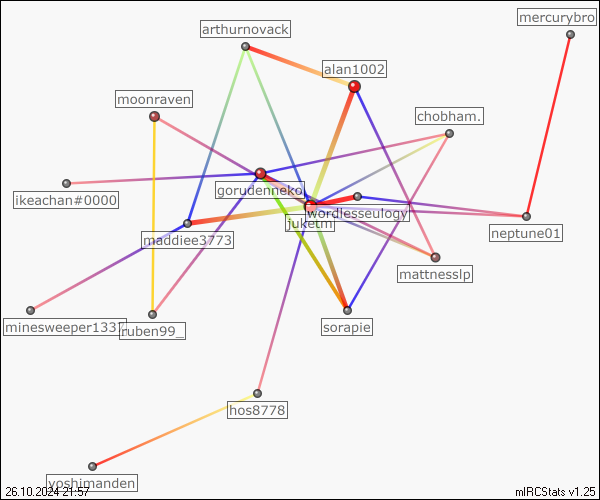 mercurybro
arthurnovack
alan1002
moonraven
chobham.
gorudenneko
ikeachan#0000
wordlesseulogy
juketm
neptune01
maddiee3773
mattnesslp
minesweeper1337
ruben99_
sorapie
hos8778
yoshimanden
26.10.2024 21:57
mIRCStats v1.25